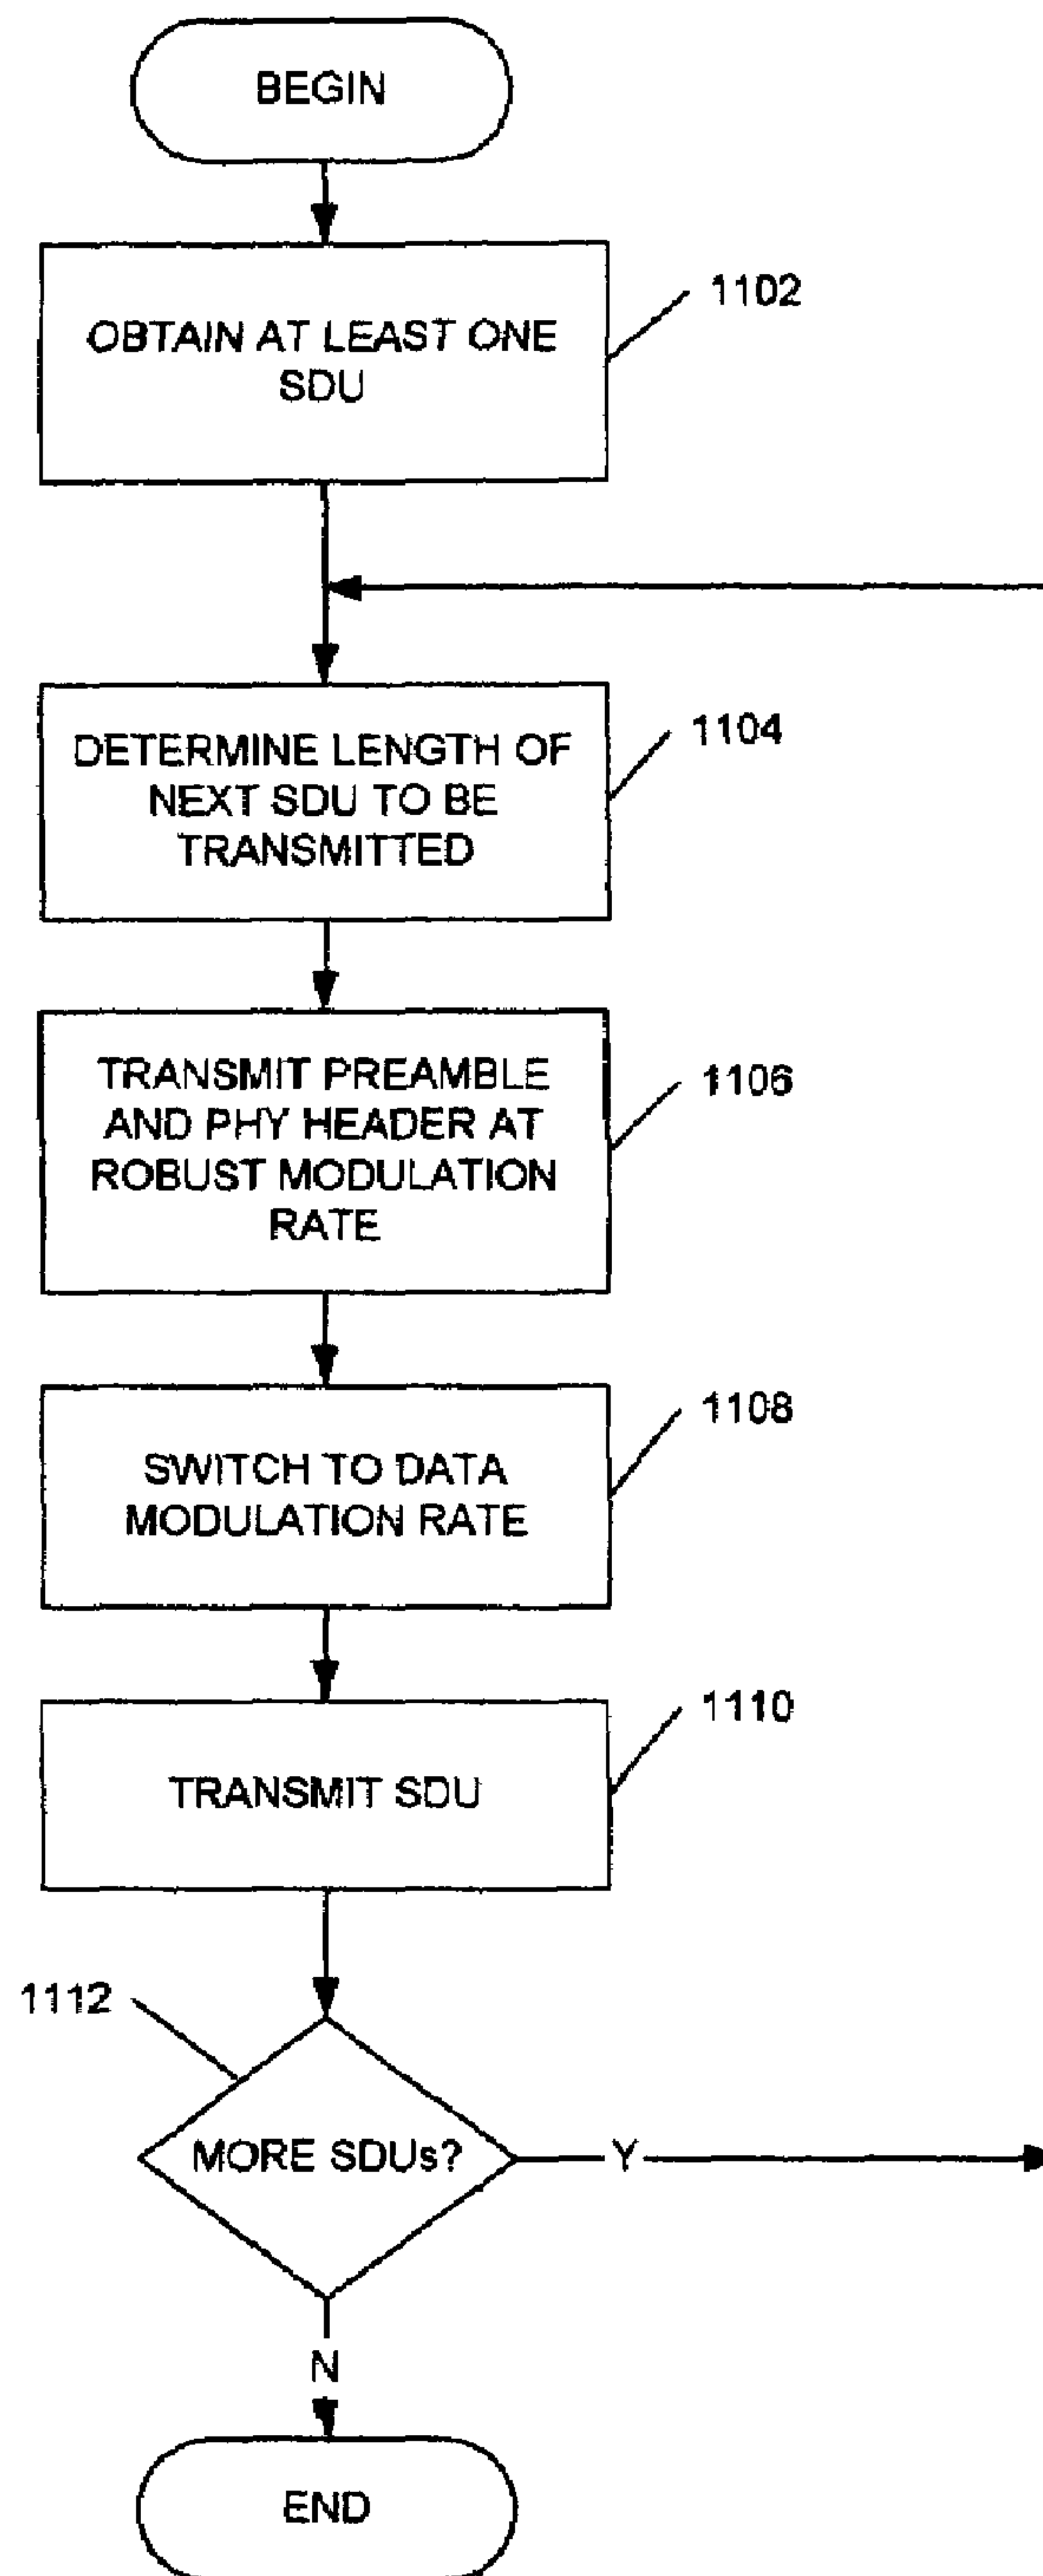 BEGIN
OBTAIN AT LEAST ONE
SDU
1102
DETERMINE LENGTH OF
NEXT SDU TO BE
TRANSMITTED
1104
TRANSMIT PREAMBLE
AND PHY HEADER AT
ROBUST MODULATION
RATE
1106
SWITCH TO DATA
MODULATION RATE
1108
TRANSMIT SDU
1110
1112
MORE SDUs?
Y
N
END